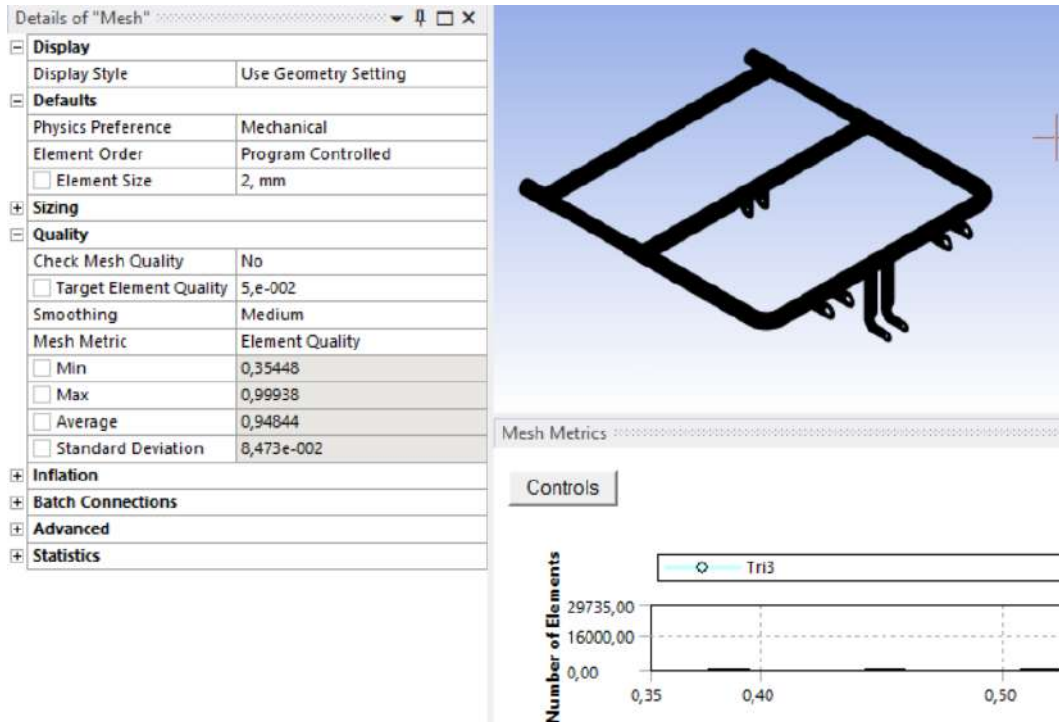 Details of "Mesh"
Display
Display Style Use Geometry Setting
Defaults
Physics Preference Mechanical
Element Order Program Controlled
Element Size 2, mm
Sizing
Quality
Check Mesh Quality No
Target Element Quality 5,e-002
Smoothing Medium
Mesh Metric Element Quality
Min 0,35448
Max 0,99938
Average 0,94844
Standard Deviation 8,473e-002
Inflation
Batch Connections
Advanced
Statistics
Mesh Metrics
Controls
Tri3
Number of Elements
29735,00
16000,00
0,00
0,35 0,40 0,50